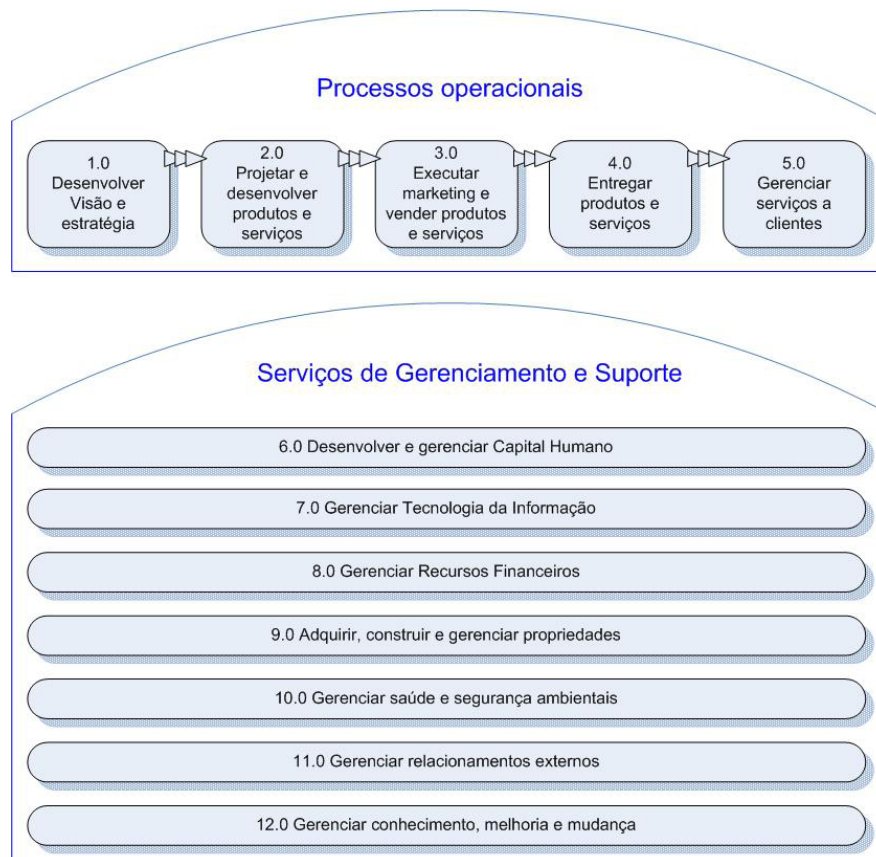 Processos operacionais
1.0
Desenvolver
Visão e
estratégia
2.0
Projetar e
desenvolver
produtos e
serviços
3.0
Executar
marketing e
vender produtos
e serviços
4.0
Entregar
produtos e
serviços
5.0
Gerenciar
serviços a
clientes
Serviços de Gerenciamento e Suporte
6.0 Desenvolver e gerenciar Capital Humano
7.0 Gerenciar Tecnologia da Informação
8.0 Gerenciar Recursos Financeiros
9.0 Adquirir, construir e gerenciar propriedades
10.0 Gerenciar saúde e segurança ambientais
11.0 Gerenciar relacionamentos externos
12.0 Gerenciar conhecimento, melhoria e mudança